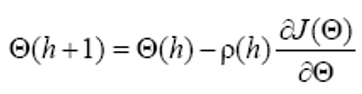 Θ(h+1) = Θ(h) − ρ(h) ∂J(Θ)/∂Θ